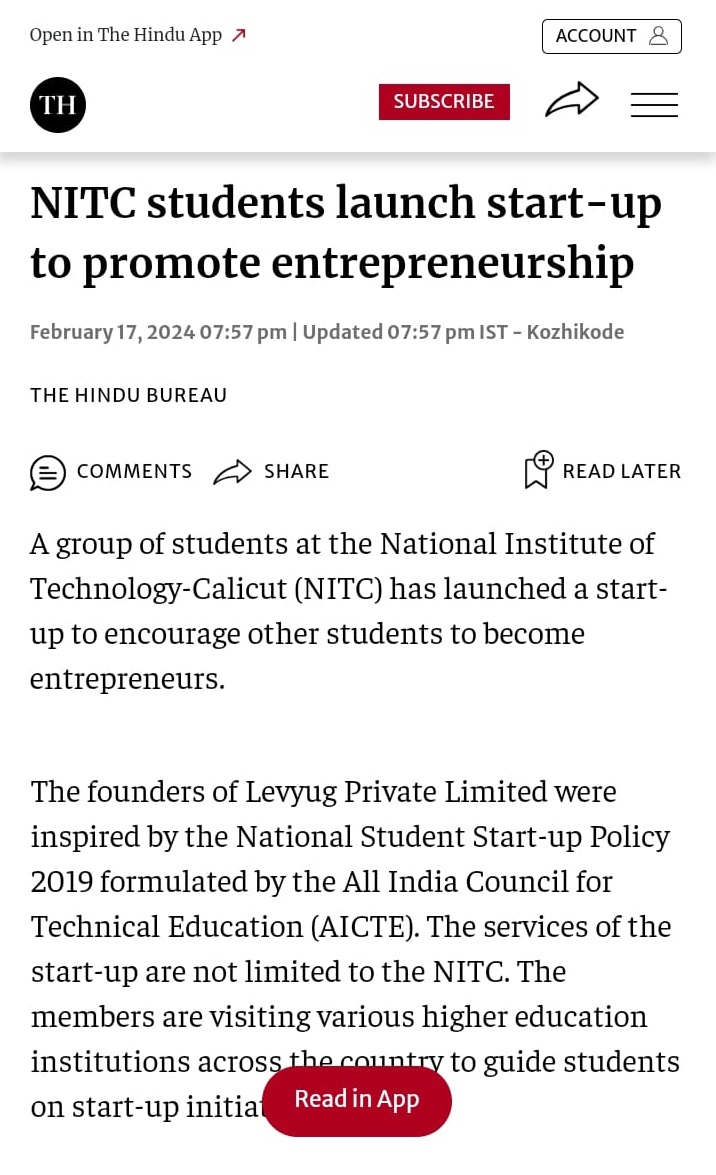 Open in The Hindu App
ACCOUNT
TH
SUBSCRIBE
NITC students launch start-up
to promote entrepreneurship
February 17, 2024 07:57 pm | Updated 07:57 pm IST - Kozhikode
THE HINDU BUREAU
COMMENTS SHARE READ LATER
A group of students at the National Institute of
Technology-Calicut (NITC) has launched a start-
up to encourage other students to become
entrepreneurs.
The founders of Levyug Private Limited were
inspired by the National Student Start-up Policy
2019 formulated by the All India Council for
Technical Education (AICTE). The services of the
start-up are not limited to the NITC. The
members are visiting various higher education
institutions across the country to guide students
on start-up
Read in App